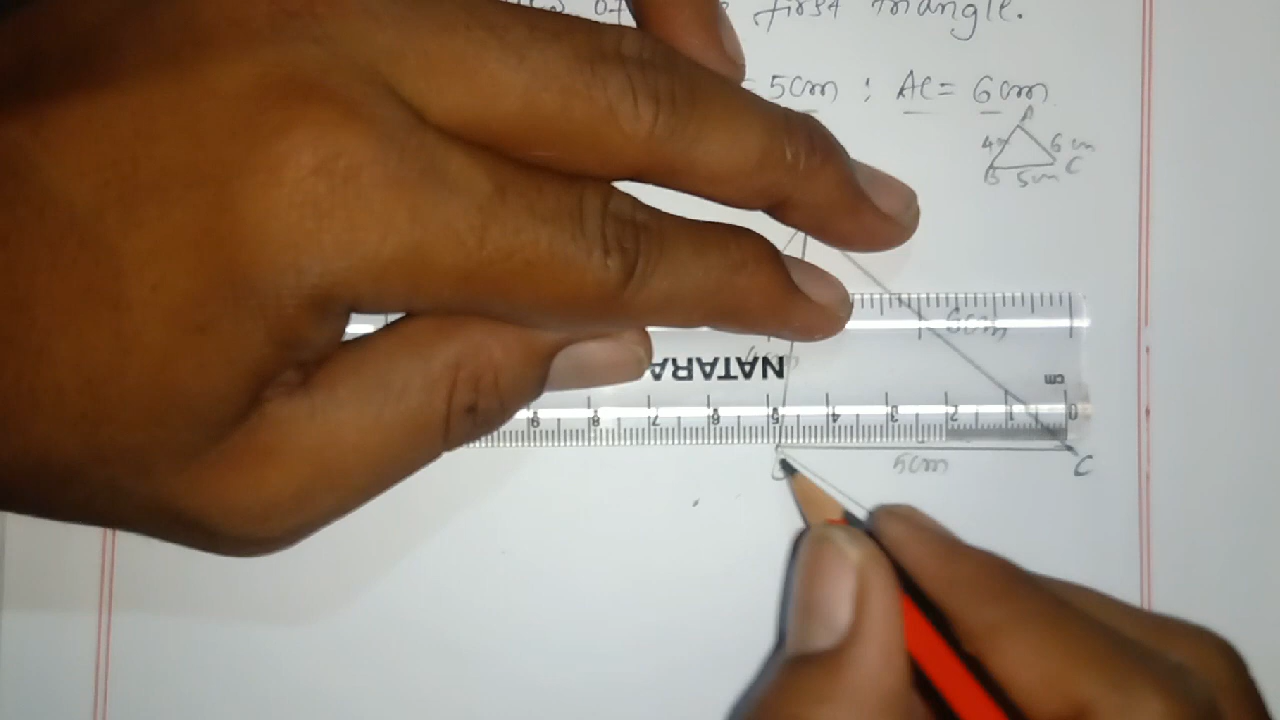 first triangle.
5cm : AC = 6cm
A
6 cm
B 5cm C
6cm
NATARA
cm
9 8 7 6 5 4 3 2 1 0
5cm C